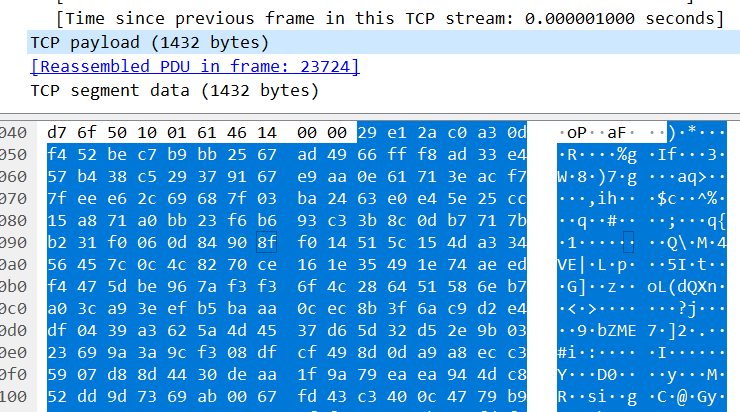 [Time since previous frame in this TCP stream: 0.000001000 seconds]
TCP payload (1432 bytes)
[Reassembled PDU in frame: 23724]
TCP segment data (1432 bytes)
040 d7 6f 50 10 01 61 46 14 00 00 29 e1 2a c0 a3 0d ·oP··aF· ··)·*···
050 f4 52 be c7 b9 bb 25 67 ad 49 66 ff f8 ad 33 e4 ·R····%g ·If···3·
060 57 b4 38 c5 29 37 91 67 e9 aa 0e 61 71 3e ac f7 W·8·)7·g ···aq>··
070 7f ee e6 2c 69 68 7f 03 ba 24 63 e0 e4 5e 25 cc ···,ih·· ·$c··^%·
080 15 a8 71 a0 bb 23 f6 b6 93 c3 3b 8c 0d b7 71 7b ··q··#·· ··;···q{
090 b2 31 f0 06 0d 84 90 8f f0 14 51 5c 15 4d a3 34 ·1······ ··Q\·M·4
0a0 56 45 7c 0c 4c 82 70 ce 16 1e 35 49 1e 74 ae ed VE|·L·p· ··5I·t··
0b0 f4 47 5d be 96 7a f3 f3 6f 4c 28 64 51 58 6e b7 ·G]··z·· oL(dQXn·
0c0 a0 3c a9 3e ef b5 ba aa 0c ec 8b 3f 6a c9 d2 e4 ·<·>···· ···?j···
0d0 df 04 39 a3 62 5a 4d 45 37 d6 5d 32 d5 2e 9b 03 ··9·bZME 7·]2·.··
0e0 23 69 9a 3a 9c f3 08 df cf 49 8d 0d a9 a8 ec c3 #i·:···· ·I······
0f0 59 07 d8 8d 44 30 de aa 1f 9a 79 ea ea 94 4d c8 Y···D0·· ··y···M·
100 52 dd 9d 73 69 ab 00 67 fd 43 c3 40 0c 47 79 b9 R··si··g ·C·@·Gy·